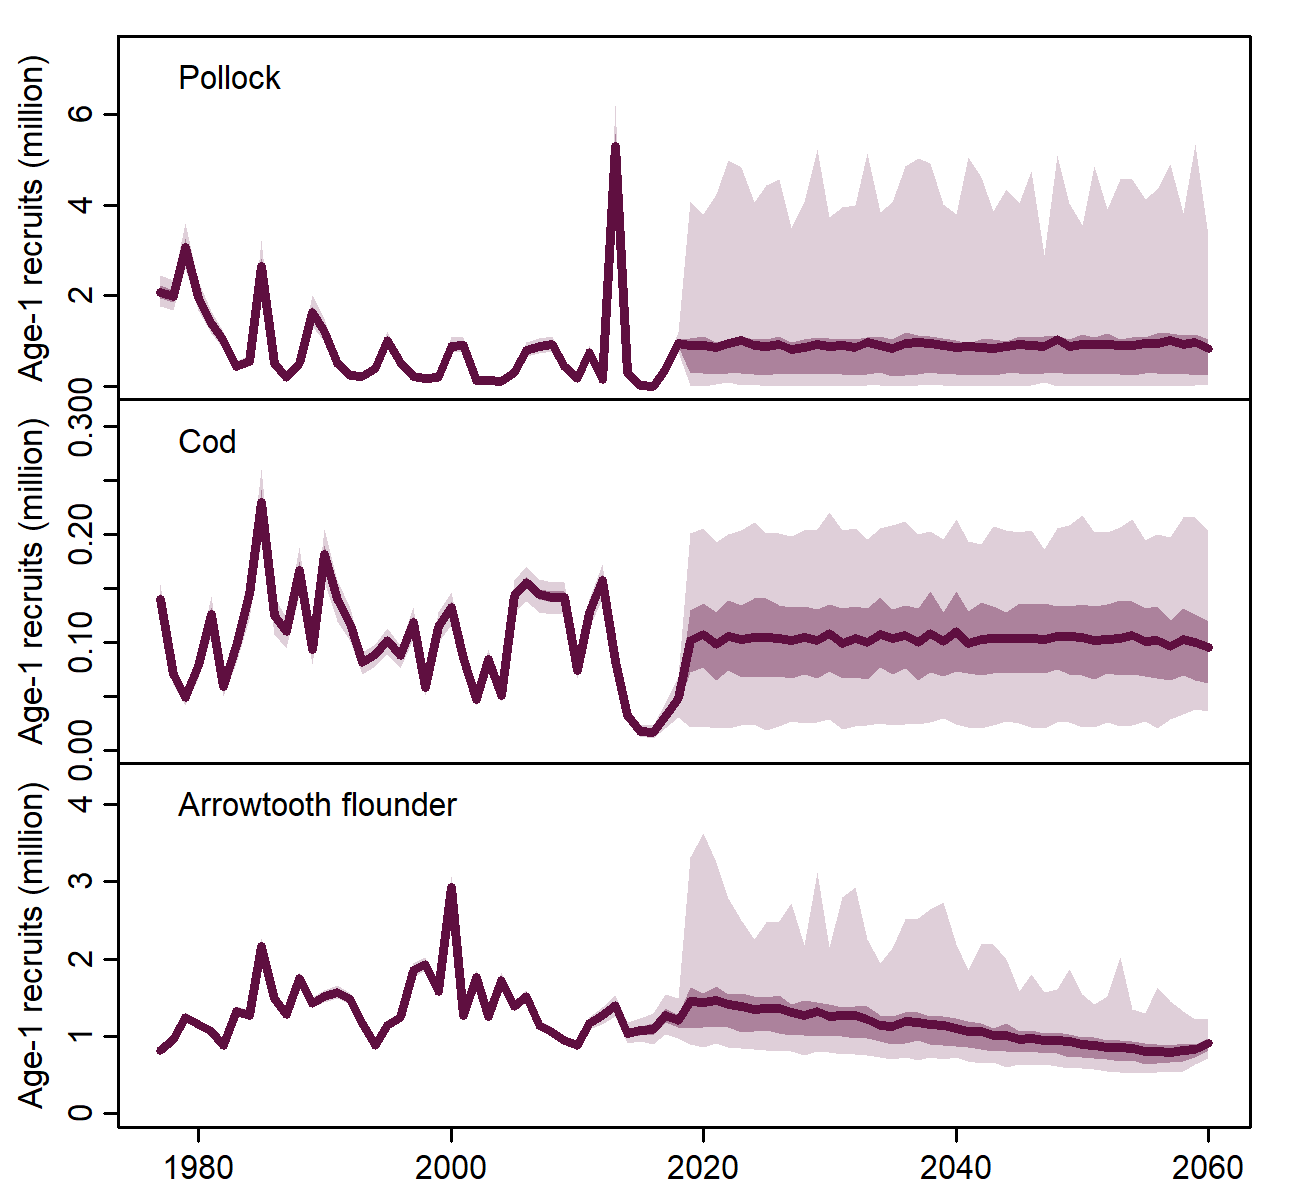 Age-1 recruits (million)
6
4
2
0
Pollock
Age-1 recruits (million)
0.300
0.20
0.10
0.00
Cod
Age-1 recruits (million)
4
3
2
1
0
Arrowtooth flounder
1980 2000 2020 2040 2060